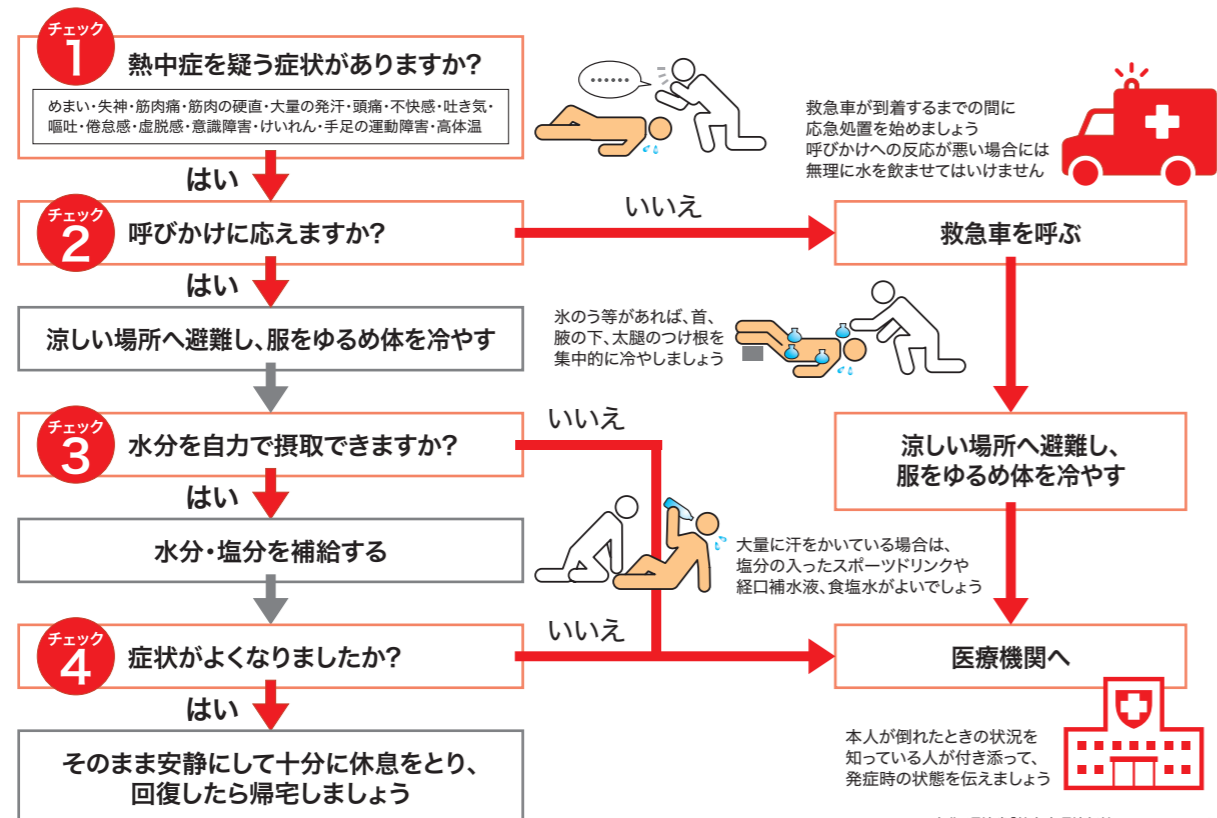 チェック
1
熱中症を疑う症状がありますか?
めまい・失神・筋肉痛・筋肉の硬直・大量の発汗・頭痛・不快感・吐き気・
嘔吐・倦怠感・虚脱感・意識障害・けいれん・手足の運動障害・高体温
……
救急車が到着するまでの間に
応急処置を始めましょう
呼びかけへの反応が悪い場合には
無理に水を飲ませてはいけません
はい
チェック
2
呼びかけに応えますか?
いいえ
救急車を呼ぶ
はい
涼しい場所へ避難し、服をゆるめ体を冷やす
氷のう等があれば、首、
腋の下、太腿のつけ根を
集中的に冷やしましょう
チェック
3
水分を自力で摂取できますか?
いいえ
涼しい場所へ避難し、
服をゆるめ体を冷やす
はい
水分・塩分を補給する
大量に汗をかいている場合は、
塩分の入ったスポーツドリンクや
経口補水液、食塩水がよいでしょう
チェック
4
症状がよくなりましたか?
いいえ
医療機関へ
はい
そのまま安静にして十分に休息をとり、
回復したら帰宅しましょう
本人が倒れたときの状況を
知っている人が付き添って、
発症時の状態を伝えましょう